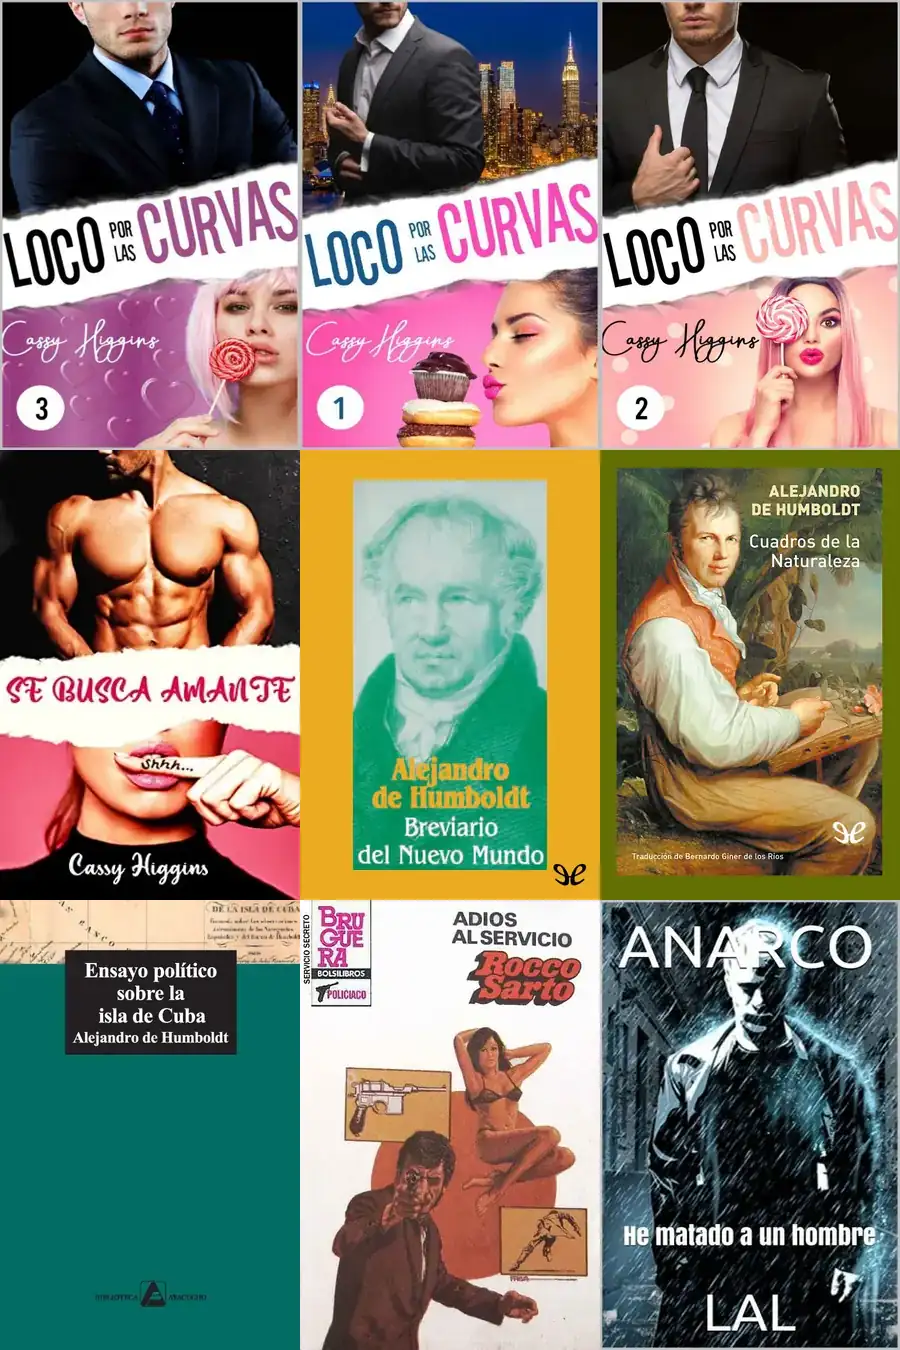 LOCO POR LAS CURVAS
Cassy Higgins
3
LOCO POR LAS CURVAS
Cassy Higgins
1
LOCO POR LAS CURVAS
Cassy Higgins
2
SE BUSCA AMANTE
Shhh...
Cassy Higgins
Alejandro
de Humboldt
Breviario
del Nuevo Mundo
ALEJANDRO
DE HUMBOLDT
Cuadros de la
Naturaleza
Traducción de Bernardo Giner de los Ríos
DE LA ISLA DE CUBA
Ensayo político
sobre la
isla de Cuba
Alejandro de Humboldt
BIBLIOTECA AYACUCHO
SERVICIO SECRETO
BRU
GUE
RA
BOLSILIBROS
POLICIACO
ADIOS
AL SERVICIO
Rocco
Sarto
ANARCO
He matado a un hombre
LAL